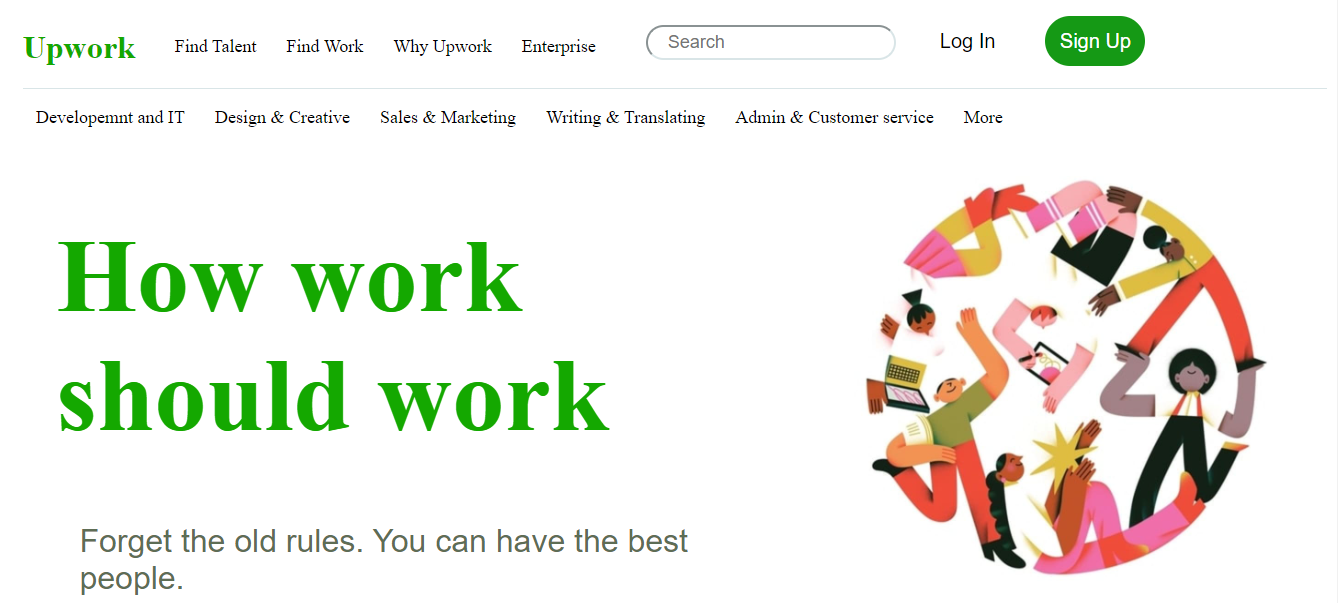 Upwork Find Talent Find Work Why Upwork Enterprise Search Log In Sign Up
Developemnt and IT Design & Creative Sales & Marketing Writing & Translating Admin & Customer service More
How work
should work
Forget the old rules. You can have the best
people.